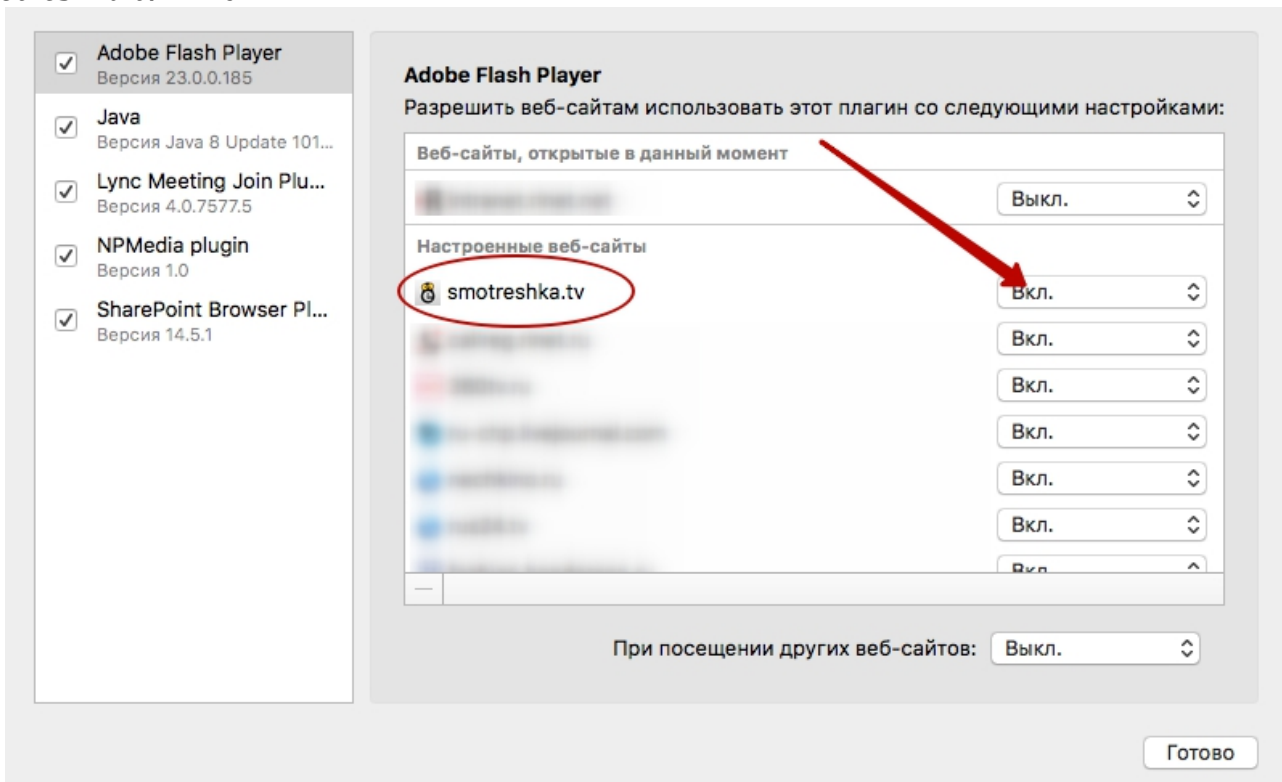 Adobe Flash Player
Версия 23.0.0.185
Java
Версия Java 8 Update 101...
Lync Meeting Join Plu...
Версия 4.0.7577.5
NPMedia plugin
Версия 1.0
SharePoint Browser Pl...
Версия 14.5.1
Adobe Flash Player
Разрешить веб-сайтам использовать этот плагин со следующими настройками:
Веб-сайты, открытые в данный момент
Выкл.
Настроенные веб-сайты
smotreshka.tv Вкл.
Вкл.
Вкл.
Вкл.
Вкл.
Вкл.
При посещении других веб-сайтов: Выкл.
Готово